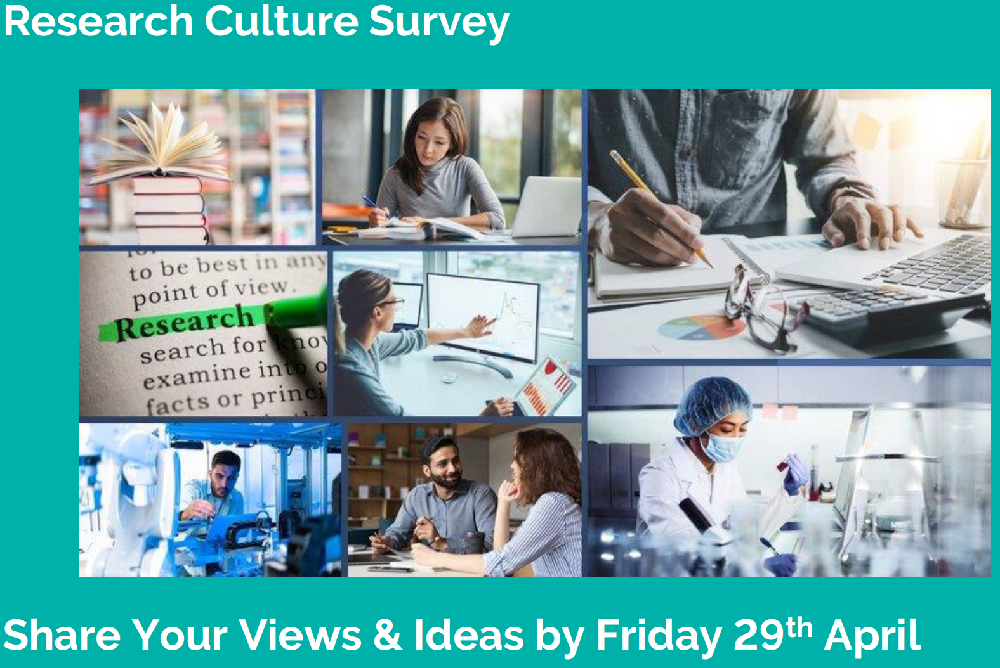 Research Culture Survey
to be best in any
point of view.
Research
search for know
examine into o
facts or princi
Share Your Views & Ideas by Friday 29th April